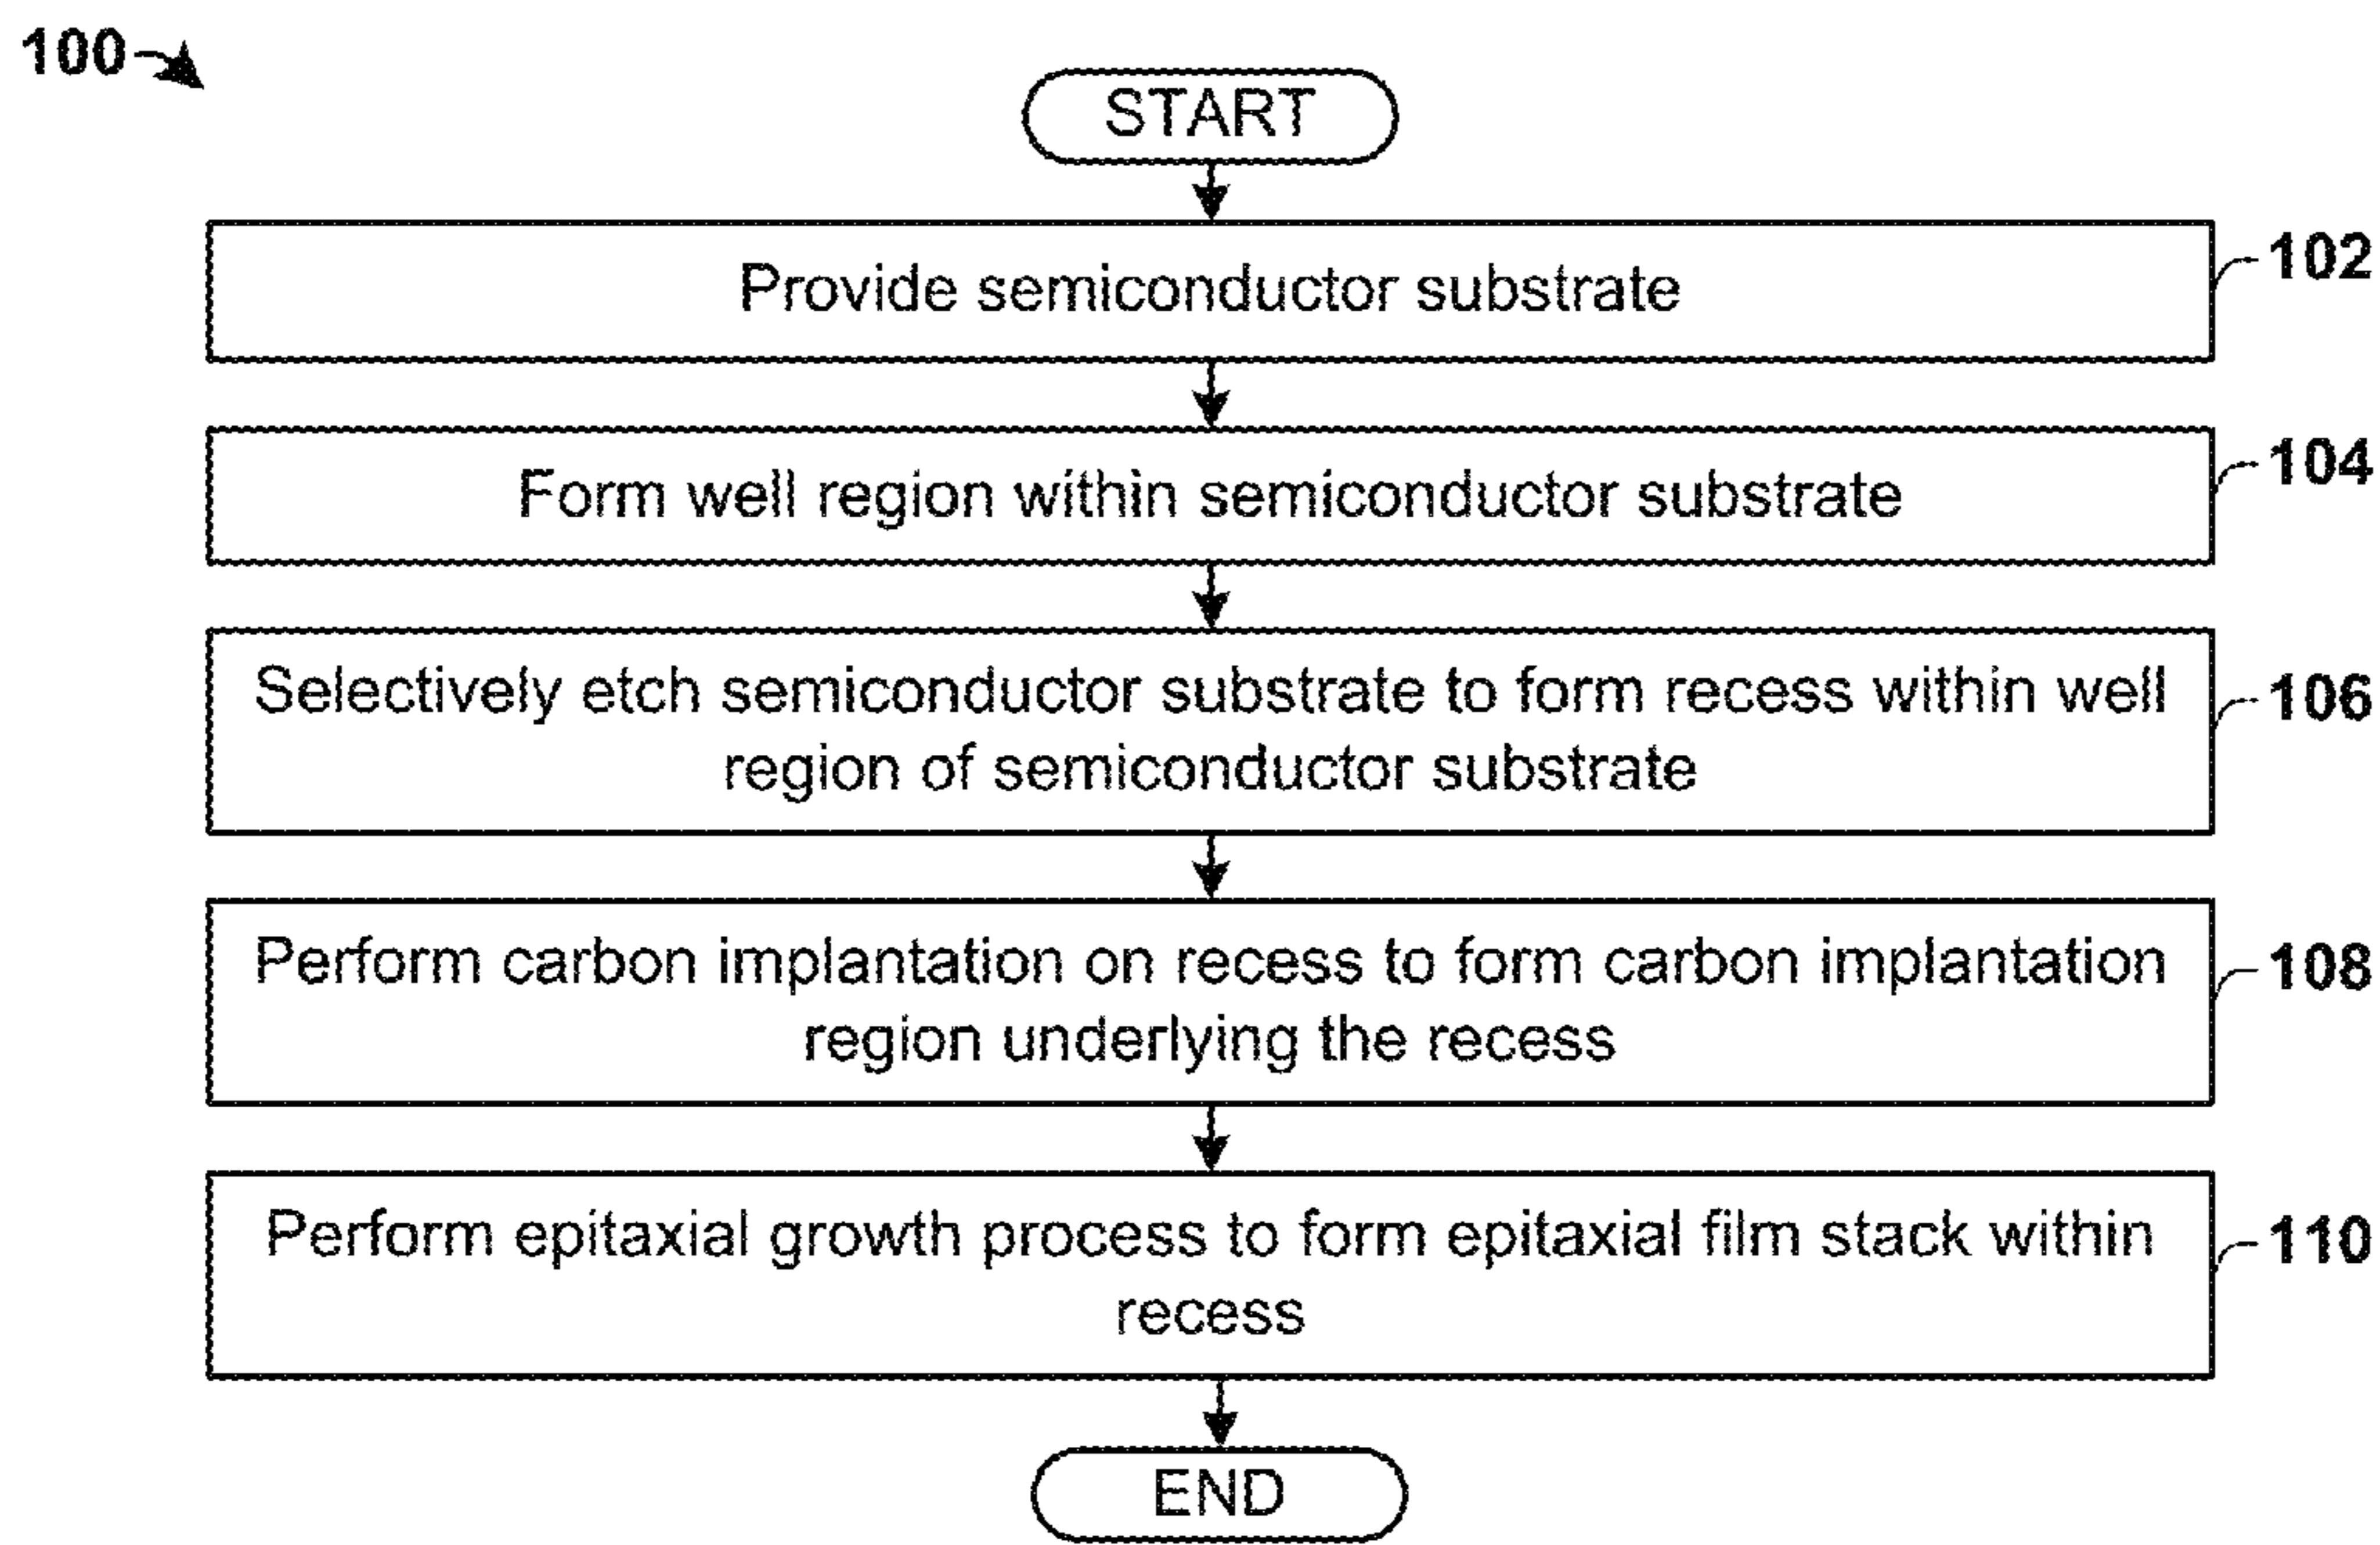 100
START
Provide semiconductor substrate
102
Form well region within semiconductor substrate
104
Selectively etch semiconductor substrate to form recess within well
region of semiconductor substrate
106
Perform carbon implantation on recess to form carbon implantation
region underlying the recess
108
Perform epitaxial growth process to form epitaxial film stack within
recess
110
END